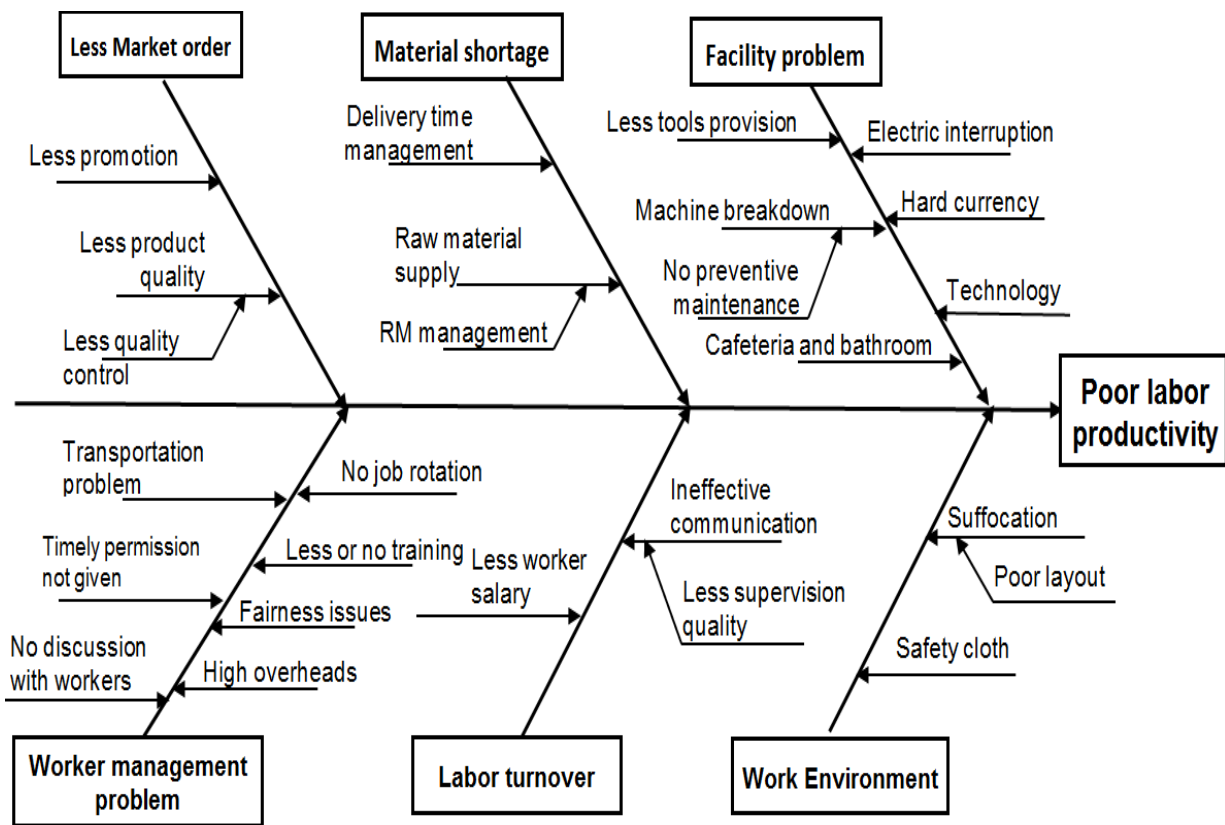 Less Market order
Material shortage
Facility problem
Less promotion
Less product
quality
Less quality
control
Delivery time
management
Raw material
supply
RM management
Less tools provision
Electric interruption
Hard currency
Machine breakdown
No preventive
maintenance
Technology
Cafeteria and bathroom
Poor labor
productivity
Transportation
problem
No job rotation
Timely permission
not given
Less or no training
Fairness issues
No discussion
with workers
High overheads
Ineffective
communication
Less worker
salary
Less supervision
quality
Suffocation
Poor layout
Safety cloth
Worker management
problem
Labor turnover
Work Environment